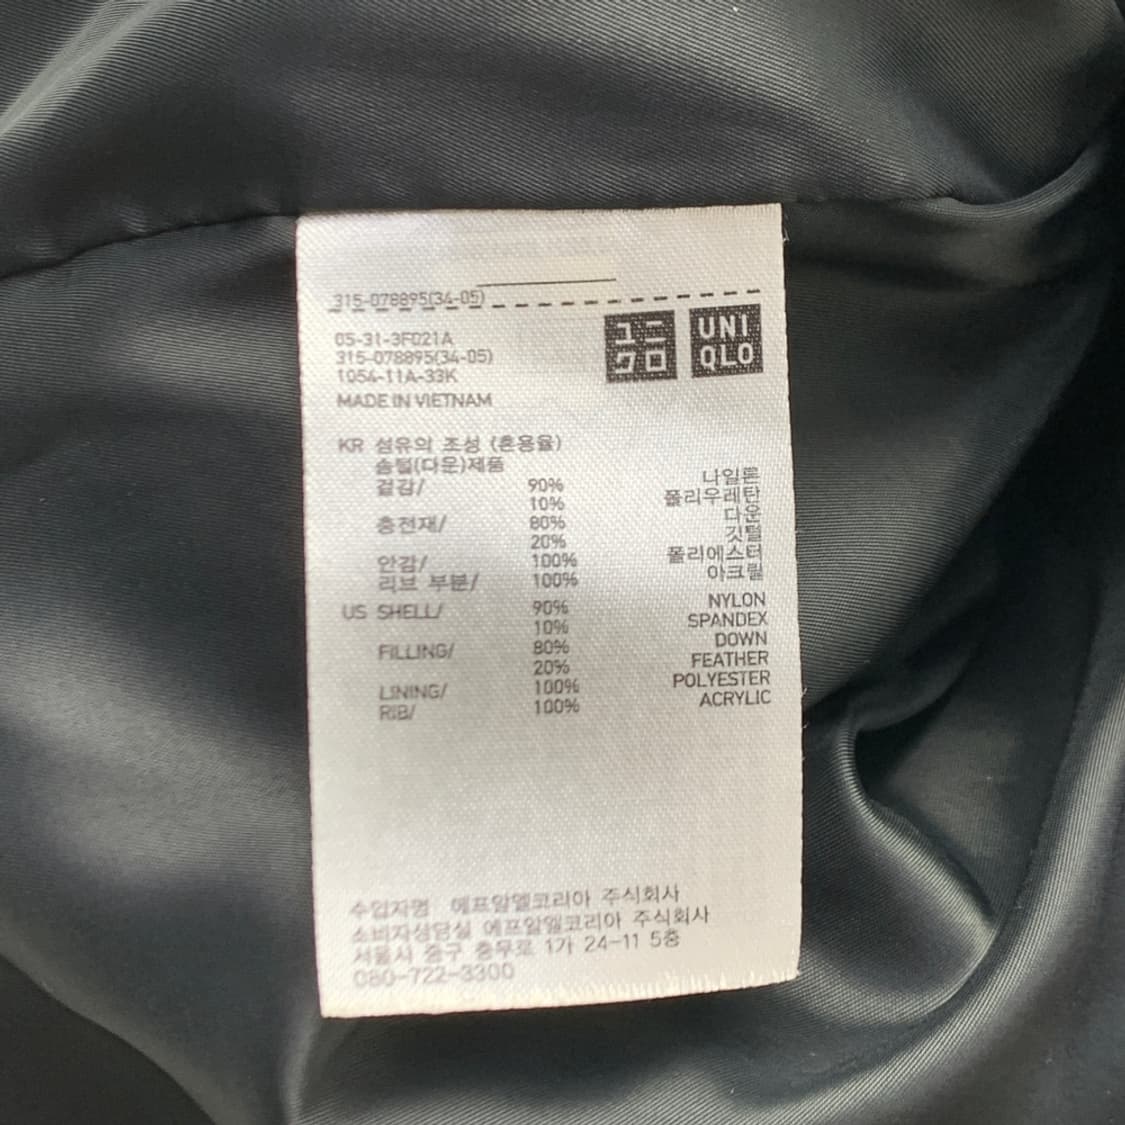 315-078895(34-05)
05-31-3F021A
315-078895(34-05)
1054-11A-33K
MADE IN VIETNAM
ユニ
クロ
UNI
QLO
KR 섬유의 조성 (혼용율)
솜털(다운)제품
겉감/ 90% 나일론
10% 폴리우레탄
충전재/ 80% 다운
20% 깃털
안감/ 100% 폴리에스터
리브 부분/ 100% 아크릴
US SHELL/ 90% NYLON
10% SPANDEX
FILLING/ 80% DOWN
20% FEATHER
LINING/ 100% POLYESTER
RIB/ 100% ACRYLIC
수입자명 에프알엘코리아 주식회사
소비자상담실 에프알엘코리아 주식회사
서울시 중구 충무로 1가 24-11 5층
080-722-3300